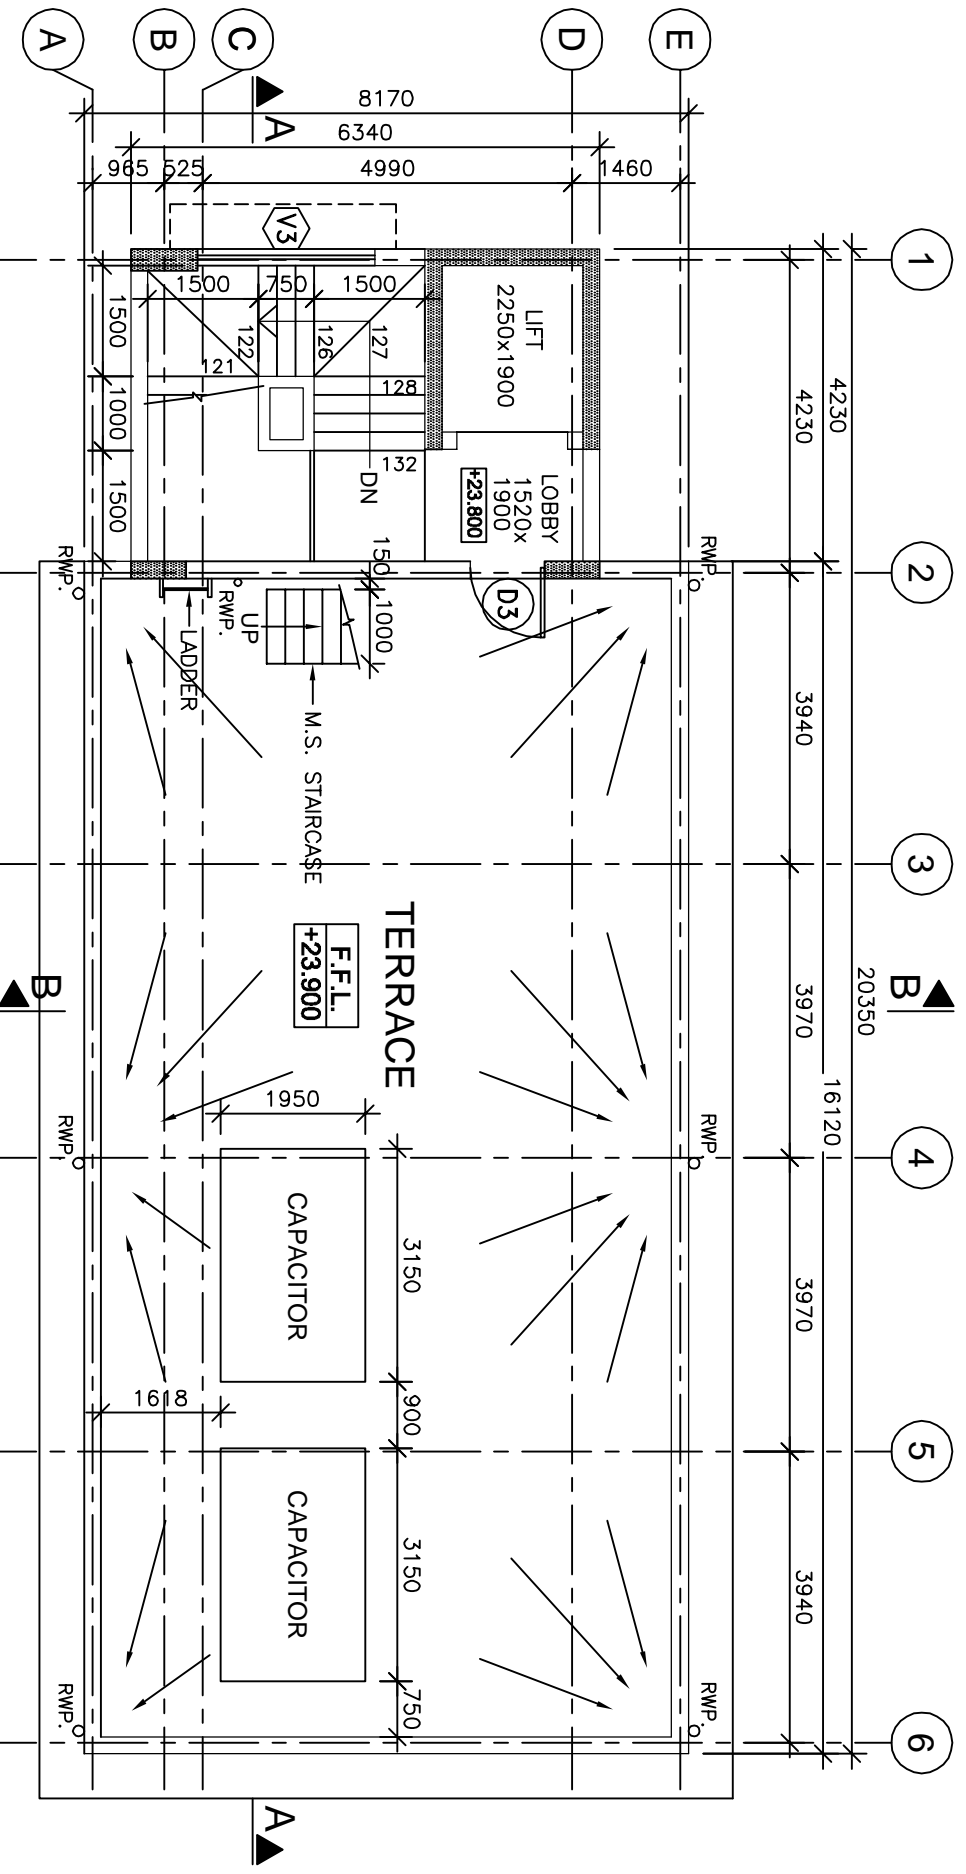 A
B
C
D
E
1
2
3
4
5
6
A
8170
6340
965
525
4990
1460
V3
1500
750
1500
LIFT
2250x1900
4230
4230
122
126
127
121
128
132
1500
1000
1500
DN
LOBBY
1520x
1900
+23.800
RWP.
RWP.
150
1000
D3
RWP.
UP
LADDER
M.S. STAIRCASE
3940
3970
3970
3940
20350
16120
TERRACE
F.F.L.
+23.900
B
B
1950
RWP.
RWP.
CAPACITOR
3150
900
1618
CAPACITOR
3150
750
RWP.
RWP.
A